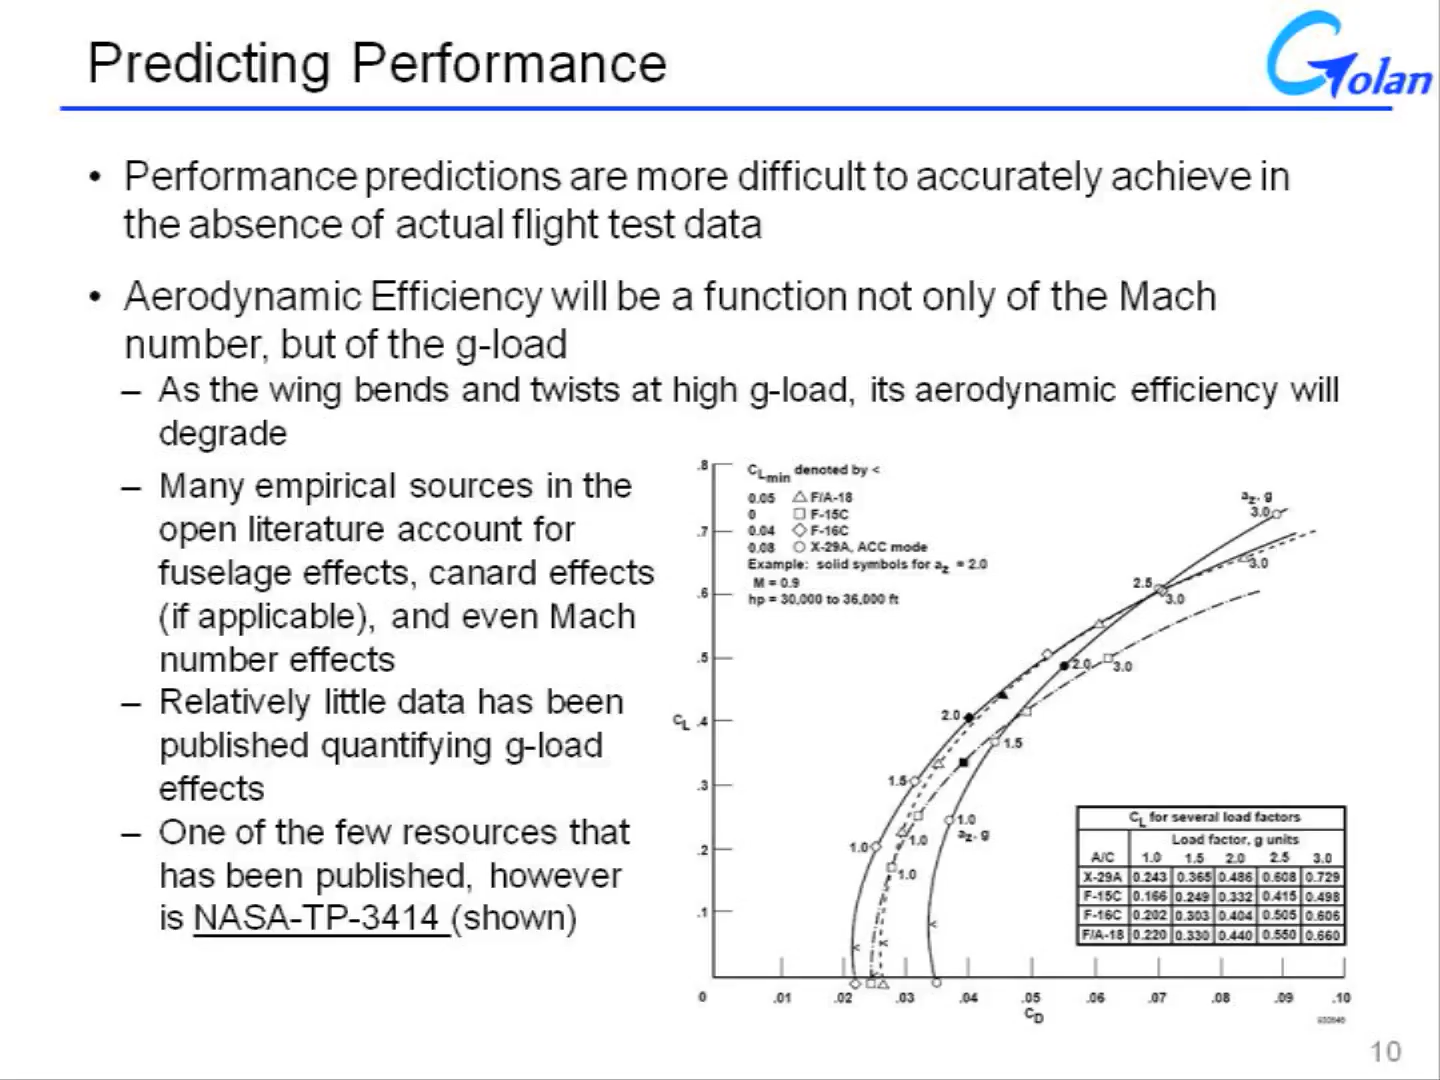 Predicting Performance
Golan
• Performance predictions are more difficult to accurately achieve in
the absence of actual flight test data
• Aerodynamic Efficiency will be a function not only of the Mach
number, but of the g-load
– As the wing bends and twists at high g-load, its aerodynamic efficiency will
degrade
– Many empirical sources in the
open literature account for
fuselage effects, canard effects
(if applicable), and even Mach
number effects
– Relatively little data has been
published quantifying g-load
effects
– One of the few resources that
has been published, however
is NASA-TP-3414 (shown)
CLmin denoted by <
0.05 △ F/A-18
0 □ F-15C
0.04 ◇ F-16C
0.08 ○ X-29A, ACC mode
Example: solid symbols for az = 2.0
M = 0.9
hp = 30,000 to 36,000 ft
az, g
3.0
3.0
2.5
3.0
2.0
3.0
2.0
1.5
1.5
1.0
az, g
1.0
1.0
1.0
.8
.7
.6
.5
CL .4
.3
.2
.1
0 .01 .02 .03 .04 .05 .06 .07 .08 .09 .10
CD
CL for several load factors
Load factor, g units
A/C 1.0 1.5 2.0 2.5 3.0
X-29A 0.243 0.365 0.486 0.608 0.729
F-15C 0.166 0.249 0.332 0.415 0.498
F-16C 0.202 0.303 0.404 0.505 0.606
F/A-18 0.220 0.330 0.440 0.550 0.660
10